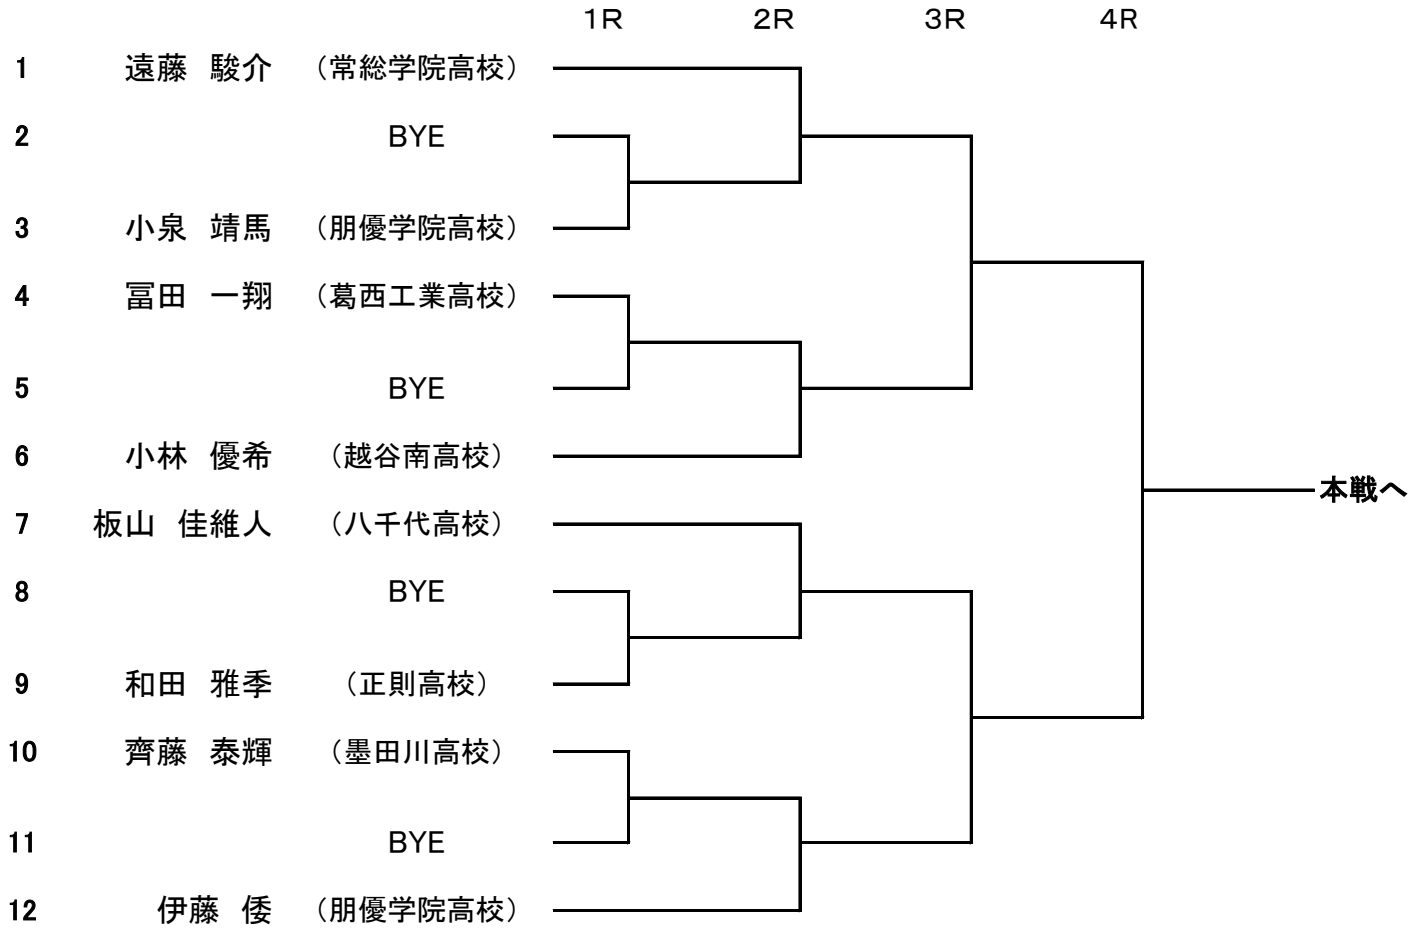 1R 2R 3R 4R
1 遠藤 駿介 （常総学院高校）
2 BYE
3 小泉 靖馬 （朋優学院高校）
4 冨田 一翔 （葛西工業高校）
5 BYE
6 小林 優希 （越谷南高校）
本戦へ
7 板山 佳維人 （八千代高校）
8 BYE
9 和田 雅季 （正則高校）
10 齊藤 泰輝 （墨田川高校）
11 BYE
12 伊藤 倭 （朋優学院高校）